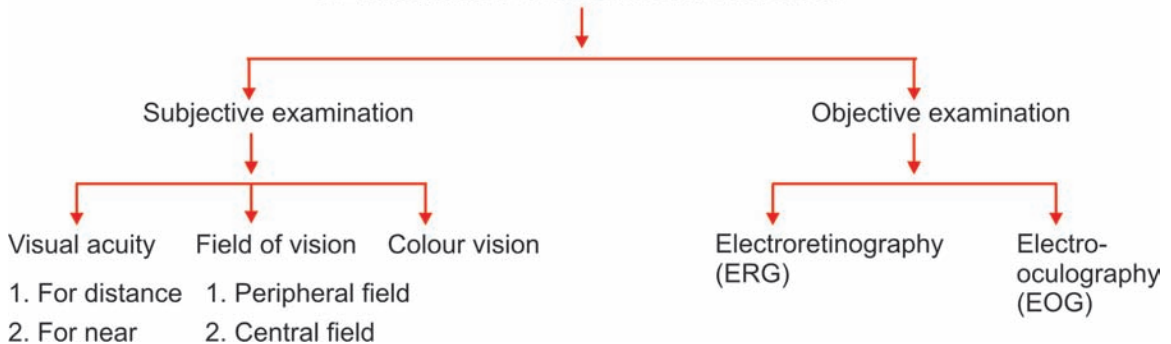 Subjective examination
Objective examination
Visual acuity
Field of vision
Colour vision
Electroretinography
(ERG)
Electro-
oculography
(EOG)
1. For distance
2. For near
1. Peripheral field
2. Central field